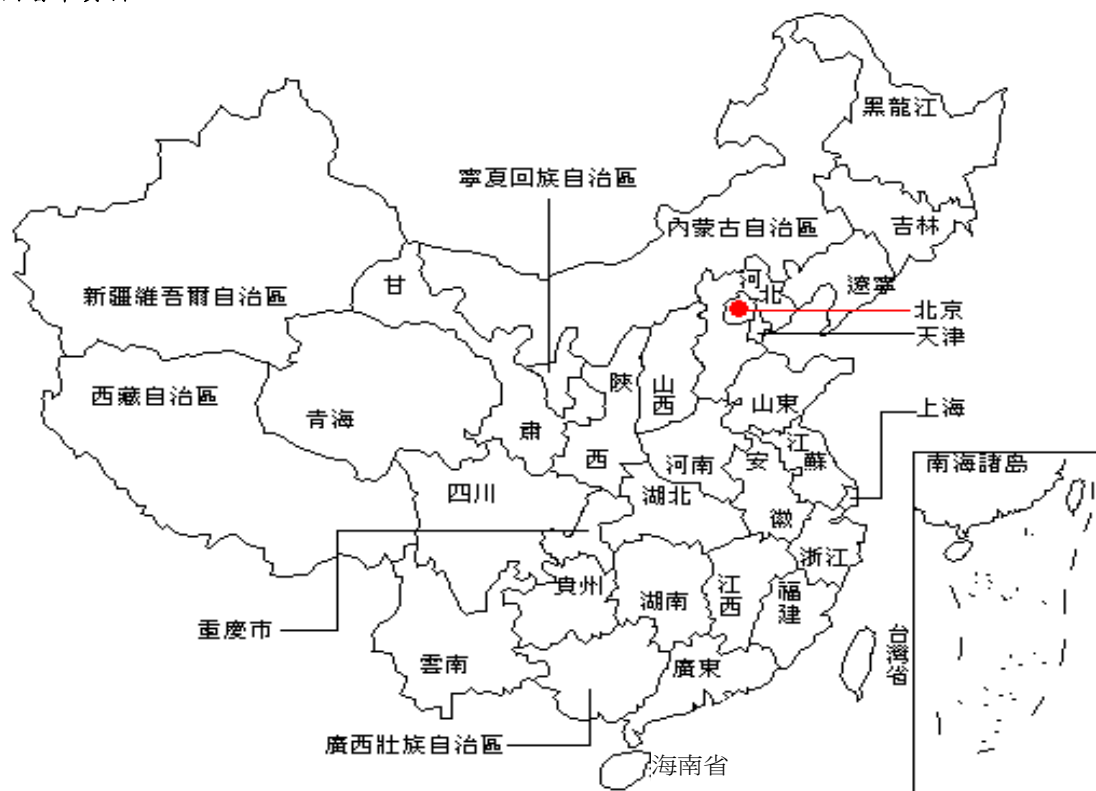 黑龍江
寧夏回族自治區
內蒙古自治區
吉林
河
北
遼寧
甘
新疆維吾爾自治區
北京
天津
西藏自治區
青海
陝
山
西
山東
上海
肅
西
河南
安
江
蘇
南海諸島
四川
湖北
徽
浙江
貴州
湖南
江
西
福
建
重慶市
雲南
廣東
台
灣
省
廣西壯族自治區
海南省